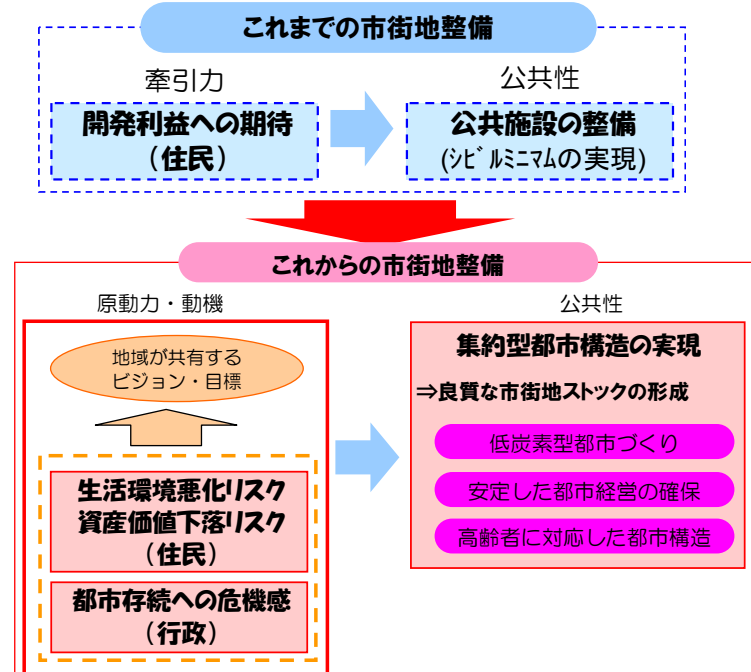 これまでの市街地整備
牽引力
公共性
開発利益への期待
（住民）
公共施設の整備
(ｼﾋﾞﾙﾐﾆﾏﾑの実現)
これからの市街地整備
原動力・動機
公共性
地域が共有する
ビジョン・目標
生活環境悪化リスク
資産価値下落リスク
（住民）
都市存続への危機感
（行政）
集約型都市構造の実現
⇒良質な市街地ストックの形成
低炭素型都市づくり
安定した都市経営の確保
高齢者に対応した都市構造